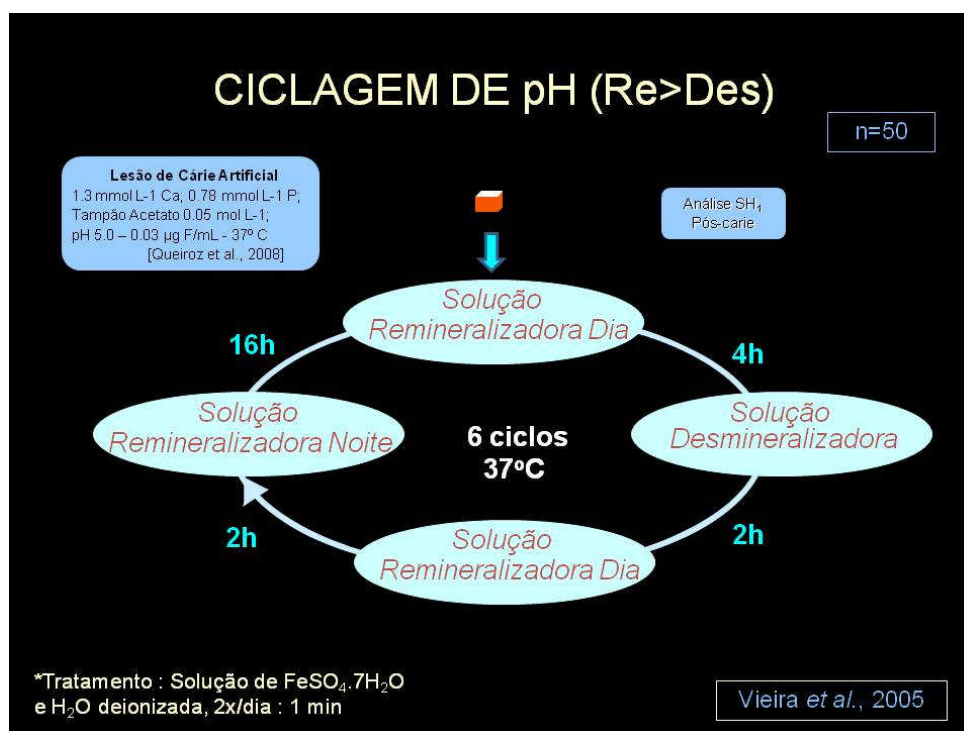 CICLAGEM DE pH (Re>Des)
n=50
Lesão de Cárie Artificial
1.3 mmol L-1 Ca; 0.78 mmol L-1 P;
Tampão Acetato 0.05 mol L-1;
pH 5.0 – 0.03 µg F/mL - 37º C
[Queiroz et al., 2008]
Análise SH₁
Pós-carie
Solução
Remineralizadora Dia
16h
4h
Solução
Remineralizadora Noite
6 ciclos
37ºC
Solução
Desmineralizadora
2h
2h
Solução
Remineralizadora Dia
*Tratamento : Solução de FeSO₄.7H₂O
e H₂O deionizada, 2x/dia : 1 min
Vieira et al., 2005